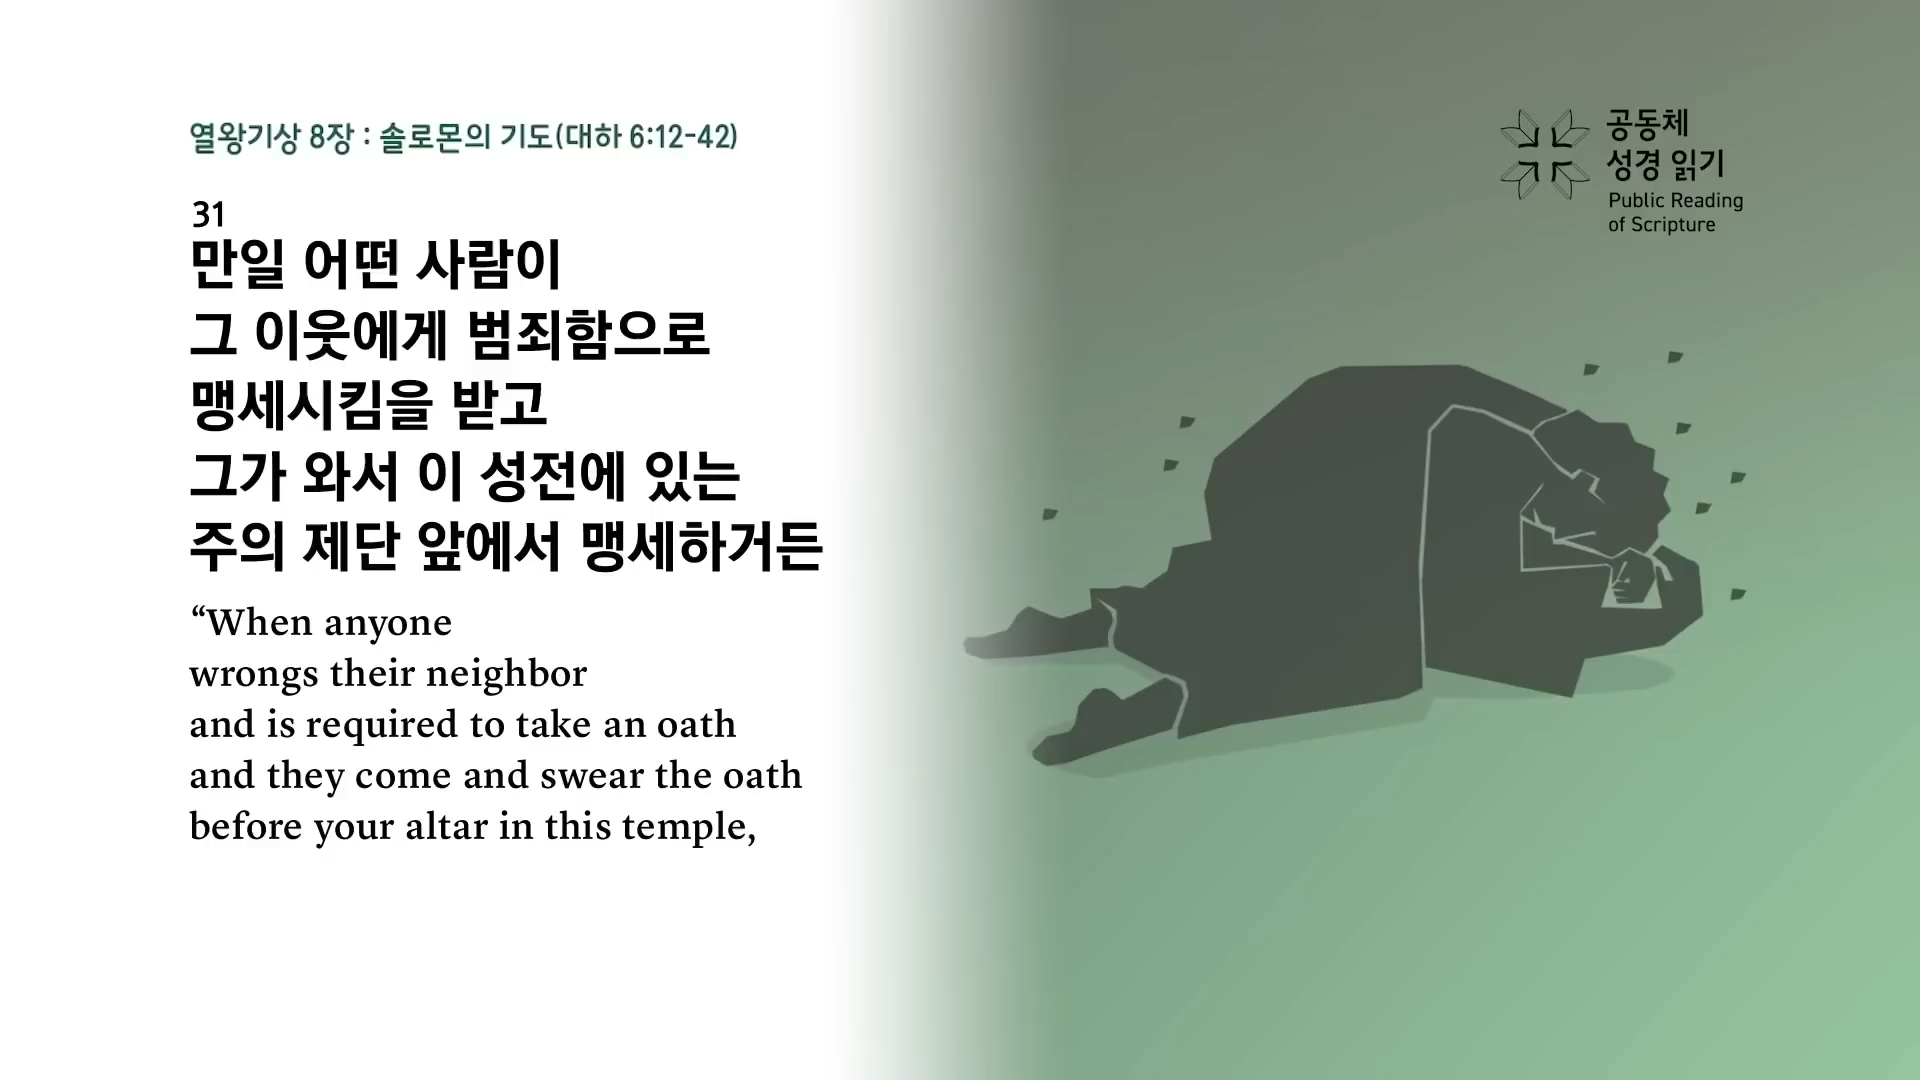 열왕기상 8장 : 솔로몬의 기도(대하 6:12-42)
31
만일 어떤 사람이
그 이웃에게 범죄함으로
맹세시킴을 받고
그가 와서 이 성전에 있는
주의 제단 앞에서 맹세하거든
“When anyone
wrongs their neighbor
and is required to take an oath
and they come and swear the oath
before your altar in this temple,
공동체
성경 읽기
Public Reading
of Scripture